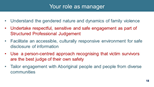 Your role as manager
• Understand the gendered nature and dynamics of family violence
• Undertake respectful, sensitive and safe engagement as part of
Structured Professional Judgement
• Facilitate an accessible, culturally responsive environment for safe
disclosure of information
• Use a person-centred approach recognising that victim survivors
are the best judge of their own safety
• Tailor engagement with Aboriginal people and people from diverse
communities